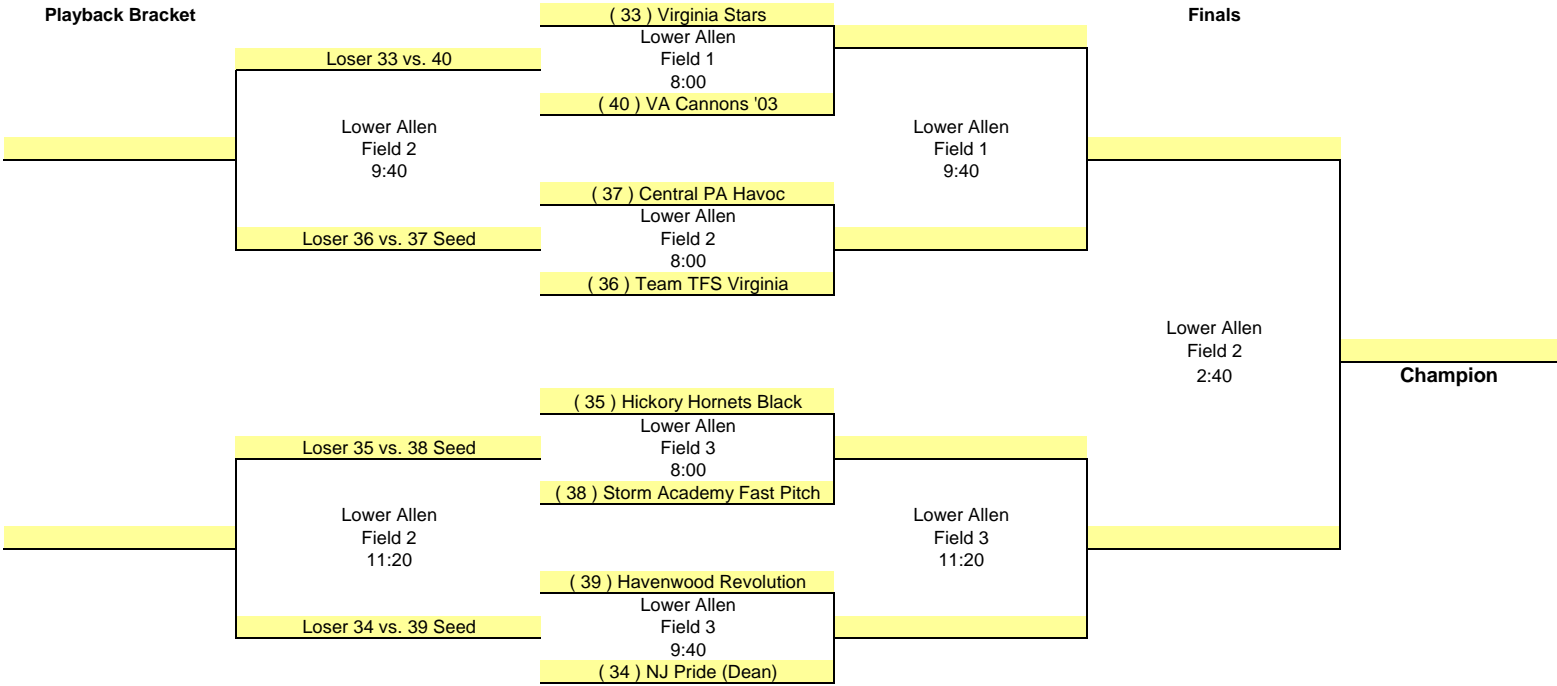 Playback Bracket
( 33 ) Virginia Stars
Finals
Lower Allen
Field 1
8:00
Loser 33 vs. 40
( 40 ) VA Cannons '03
Lower Allen
Field 2
9:40
Lower Allen
Field 1
9:40
( 37 ) Central PA Havoc
Lower Allen
Field 2
8:00
Loser 36 vs. 37 Seed
( 36 ) Team TFS Virginia
Lower Allen
Field 2
2:40
Champion
( 35 ) Hickory Hornets Black
Lower Allen
Field 3
8:00
Loser 35 vs. 38 Seed
( 38 ) Storm Academy Fast Pitch
Lower Allen
Field 2
11:20
Lower Allen
Field 3
11:20
( 39 ) Havenwood Revolution
Lower Allen
Field 3
9:40
Loser 34 vs. 39 Seed
( 34 ) NJ Pride (Dean)